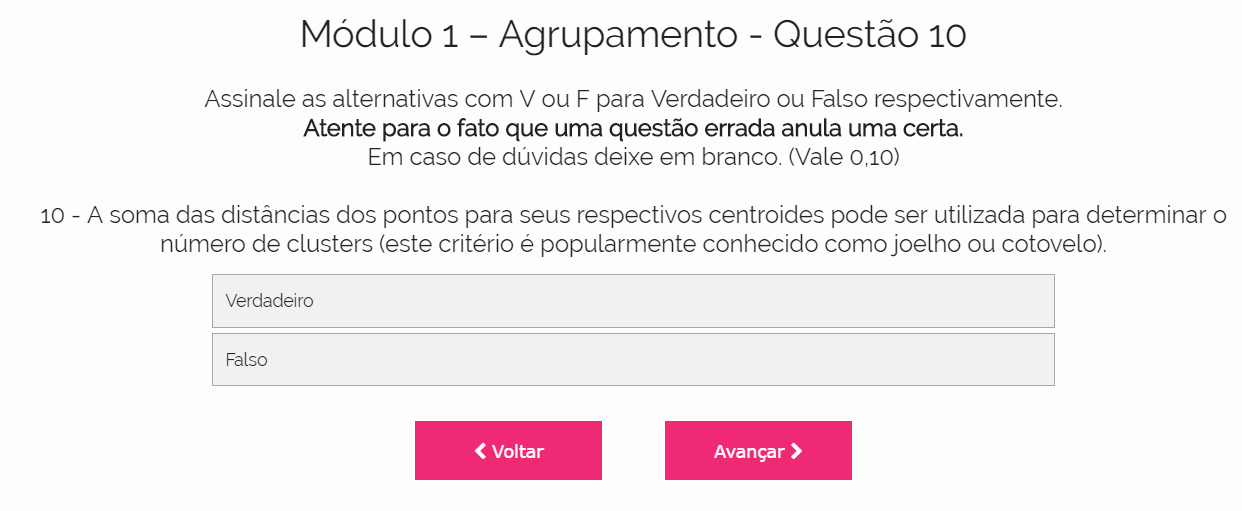 Módulo 1 – Agrupamento - Questão 10
Assinale as alternativas com V ou F para Verdadeiro ou Falso respectivamente.
Atente para o fato que uma questão errada anula uma certa.
Em caso de dúvidas deixe em branco. (Vale 0,10)
10 - A soma das distâncias dos pontos para seus respectivos centroides pode ser utilizada para determinar o
número de clusters (este critério é popularmente conhecido como joelho ou cotovelo).
Verdadeiro
Falso
Voltar
Avançar